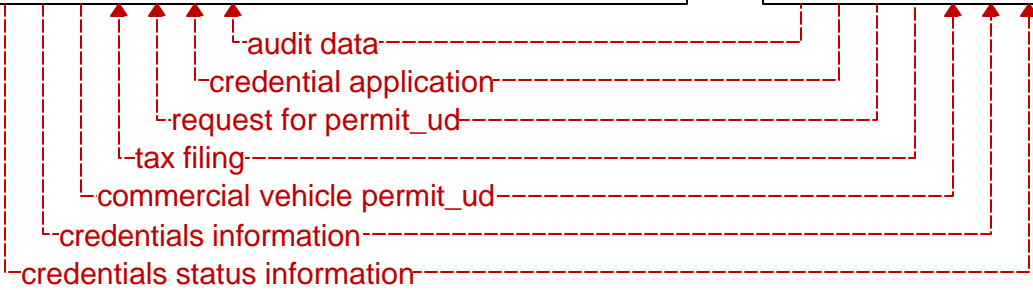 audit data
credential application
request for permit_ud
tax filing
commercial vehicle permit_ud
credentials information
credentials status information